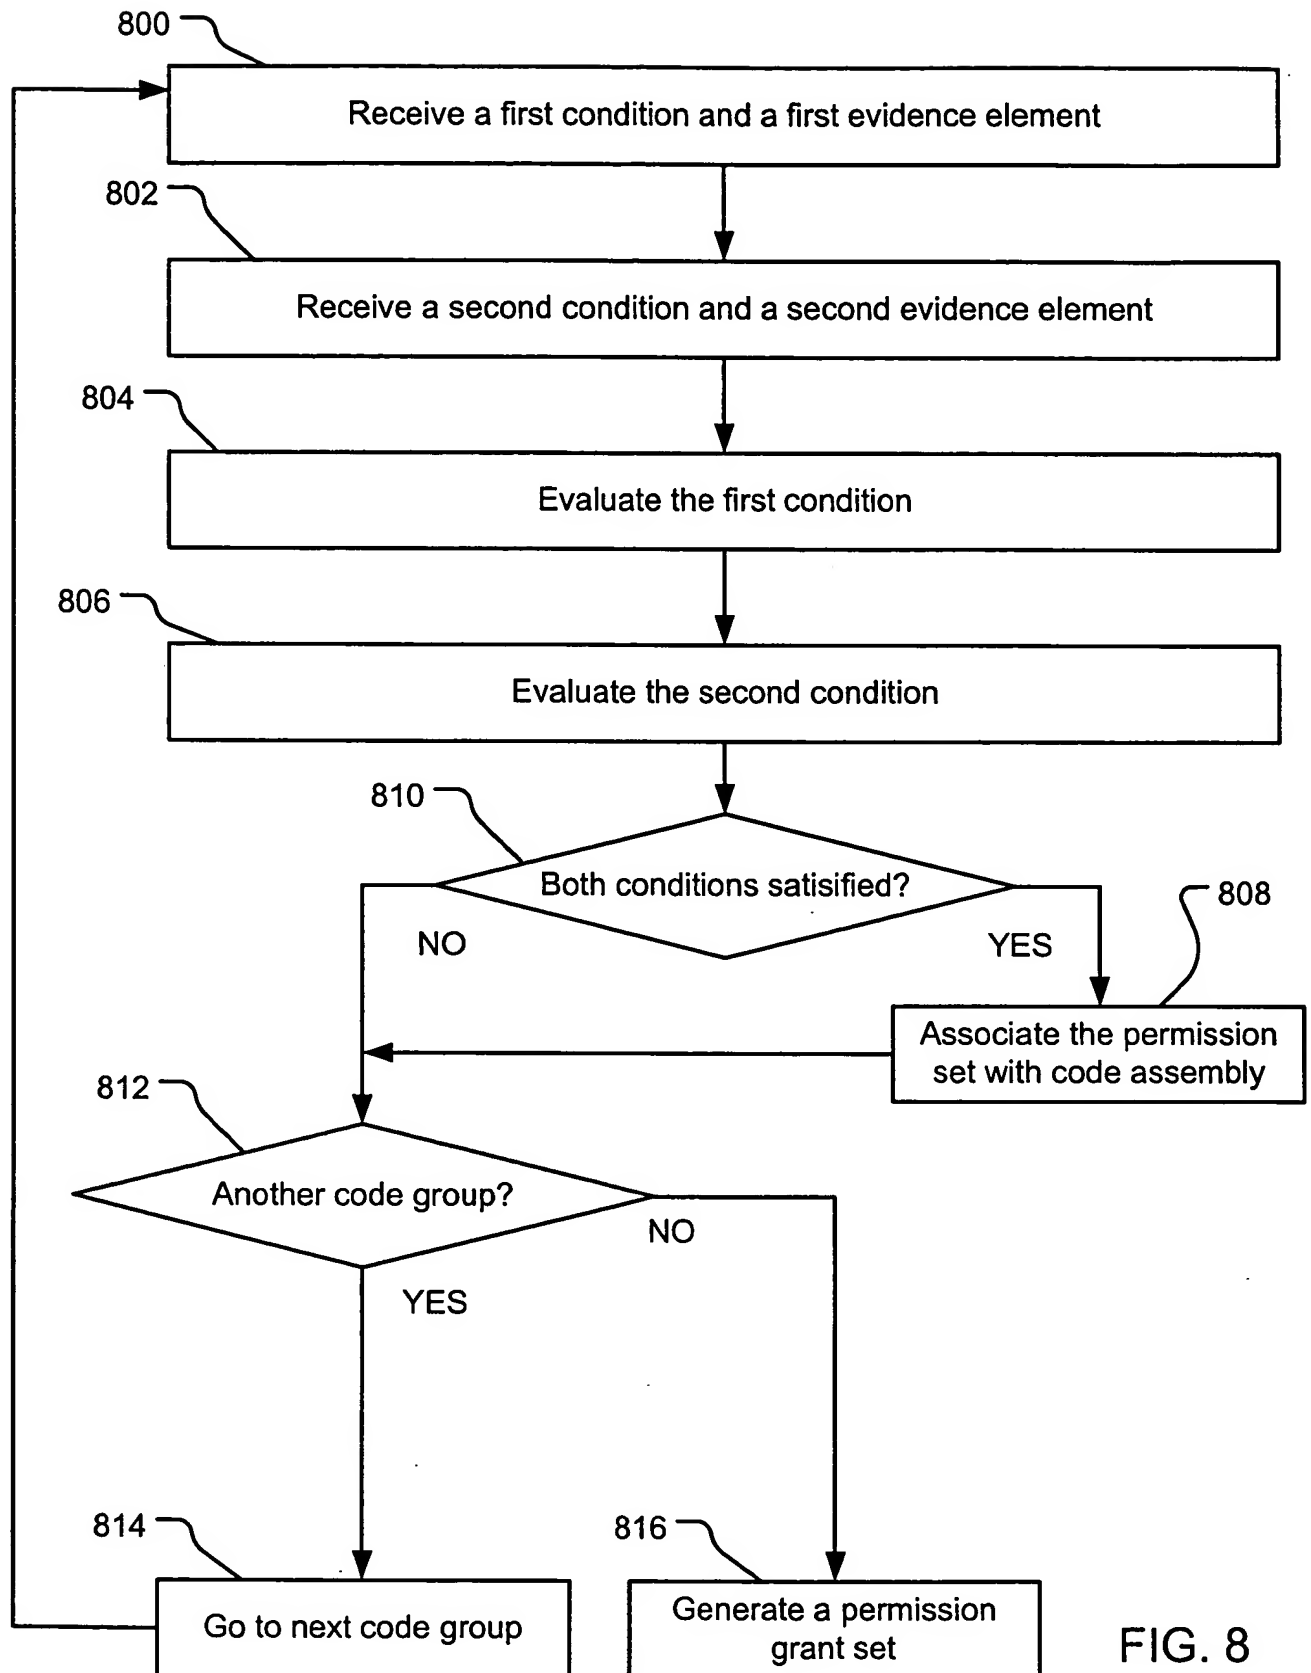 800
Receive a first condition and a first evidence element
802
Receive a second condition and a second evidence element
804
Evaluate the first condition
806
Evaluate the second condition
810
Both conditions satisified?
808
NO
YES
Associate the permission
set with code assembly
812
Another code group?
NO
YES
814
816
Go to next code group
Generate a permission
grant set
FIG. 8